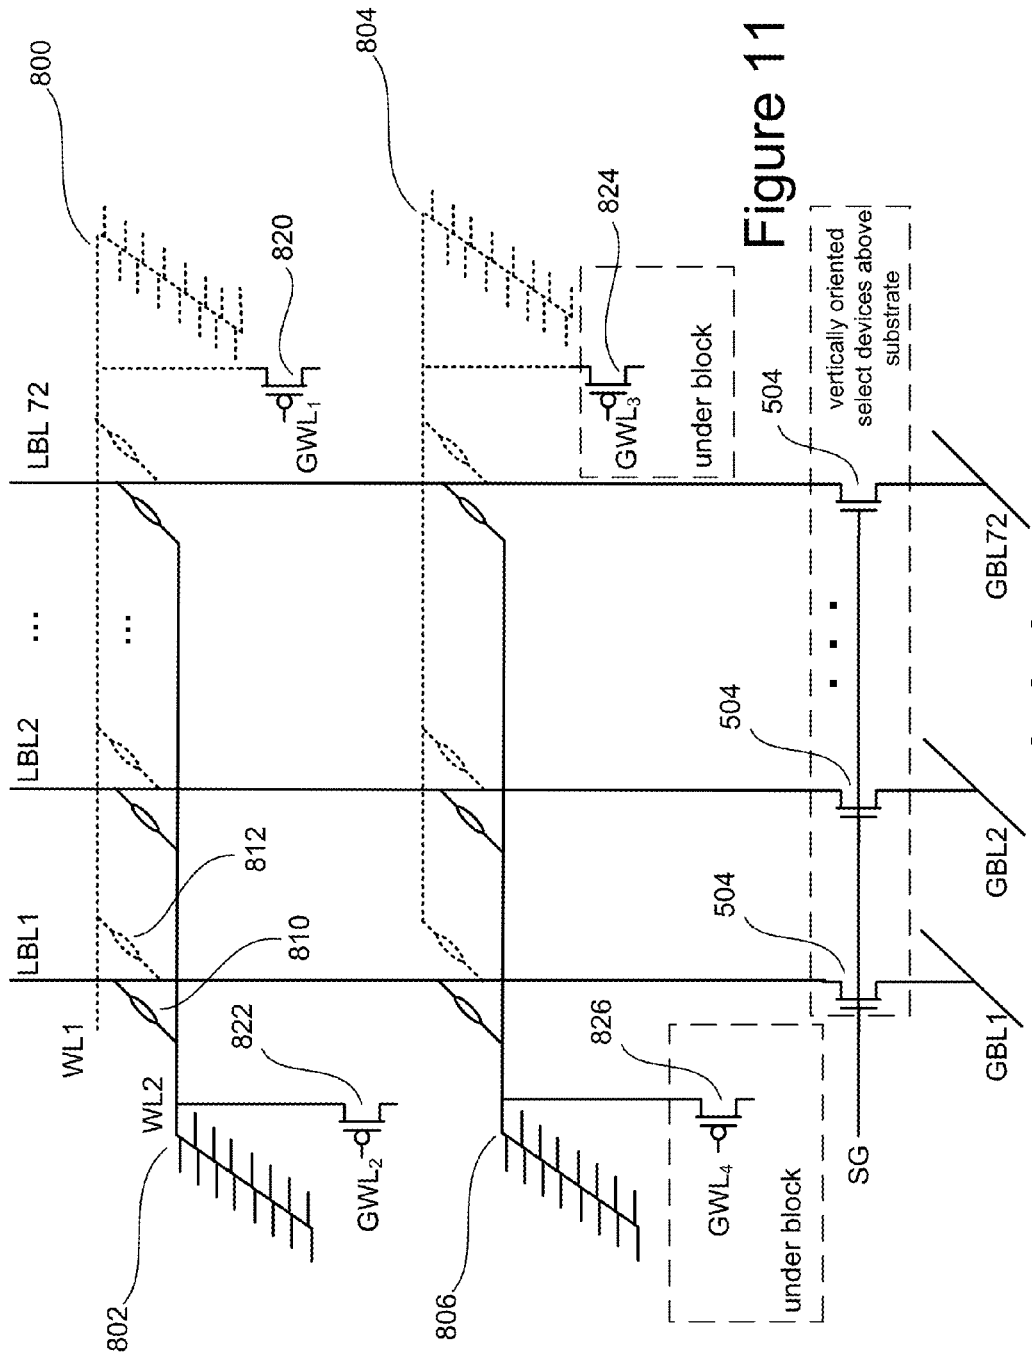 LBL1
LBL2
...
LBL 72
800
WL1
...
802
WL2
812
822
810
820
GWL1
GWL2
804
806
826
824
GWL3
under block
GWL4
under block
504
504
504
Figure 11
vertically oriented
select devices above
substrate
...
SG
GBL1
GBL2
GBL72